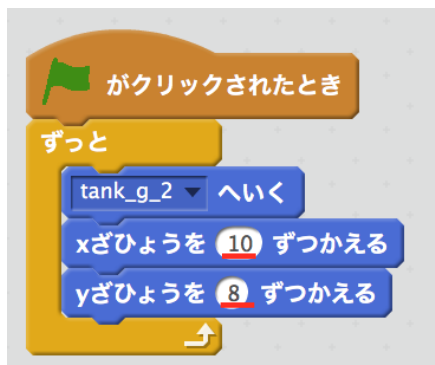 がクリックされたとき
ずっと
tank_g_2 へいく
xざひょうを 10 ずつかえる
yざひょうを 8 ずつかえる